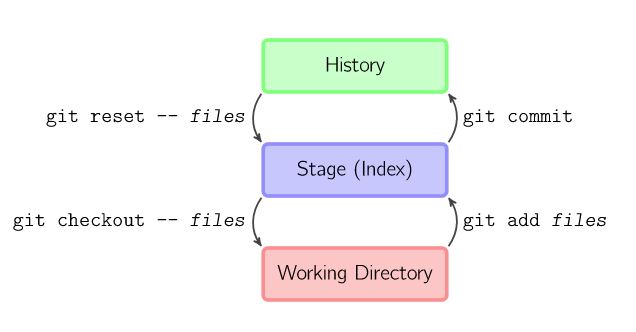 History
git reset -- files
git commit
Stage (Index)
git checkout -- files
git add files
Working Directory